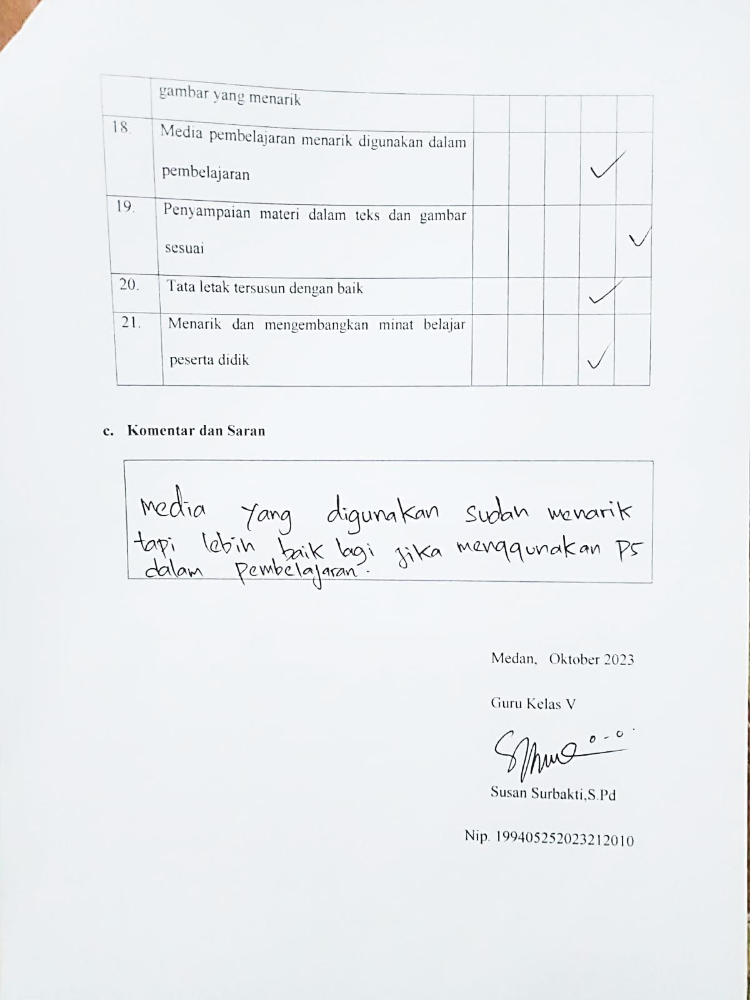 gambar yang menarik
18. Media pembelajaran menarik digunakan dalam
pembelajaran
19. Penyampaian materi dalam teks dan gambar
sesuai
20. Tata letak tersusun dengan baik
21. Menarik dan mengembangkan minat belajar
peserta didik
c. Komentar dan Saran
media yang digunakan sudah menarik
tapi lebih baik lagi jika menggunakan P5
dalam pembelajaran.
Medan, Oktober 2023
Guru Kelas V
Susan Surbakti,S.Pd
Nip. 199405252023212010